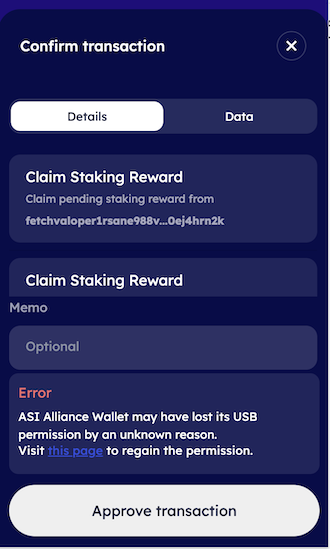 Confirm transaction
Details
Data
Claim Staking Reward
Claim pending staking reward from
fetchvaloper1rsane988v...0ej4hrn2k
Claim Staking Reward
Memo
Optional
Error
ASI Alliance Wallet may have lost its USB
permission by an unknown reason.
Visit this page to regain the permission.
Approve transaction